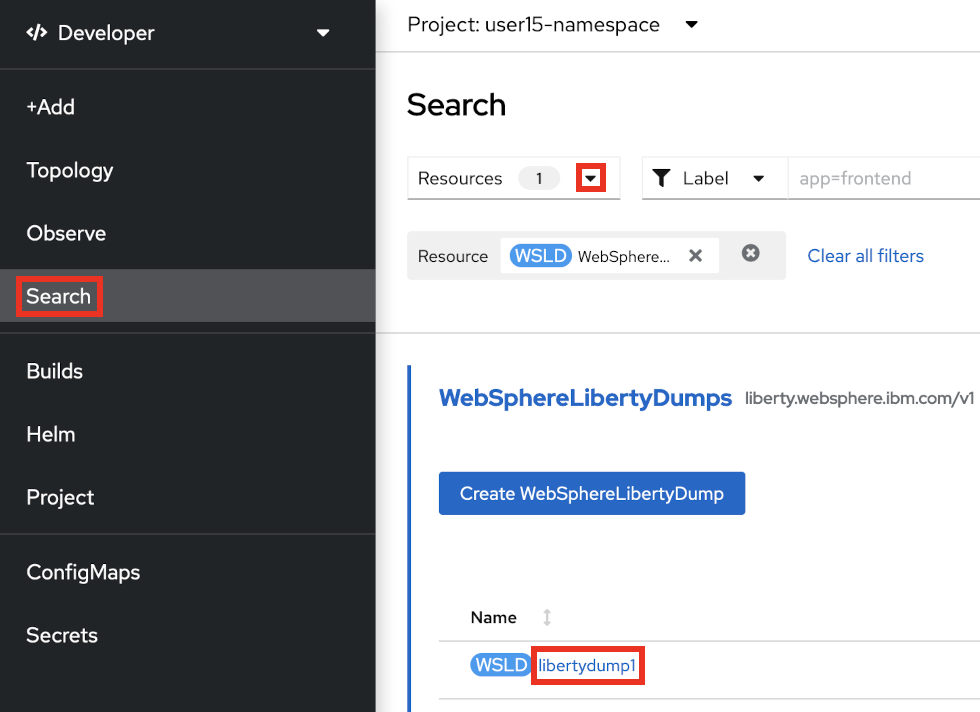 Developer
+Add
Topology
Observe
Search
Builds
Helm
Project
ConfigMaps
Secrets
Project: user15-namespace
Search
Resources 1
Label app=frontend
Resource WSLD WebSphere... Clear all filters
WebSphereLibertyDumps liberty.websphere.ibm.com/v1
Create WebSphereLibertyDump
Name
WSLD libertydump1